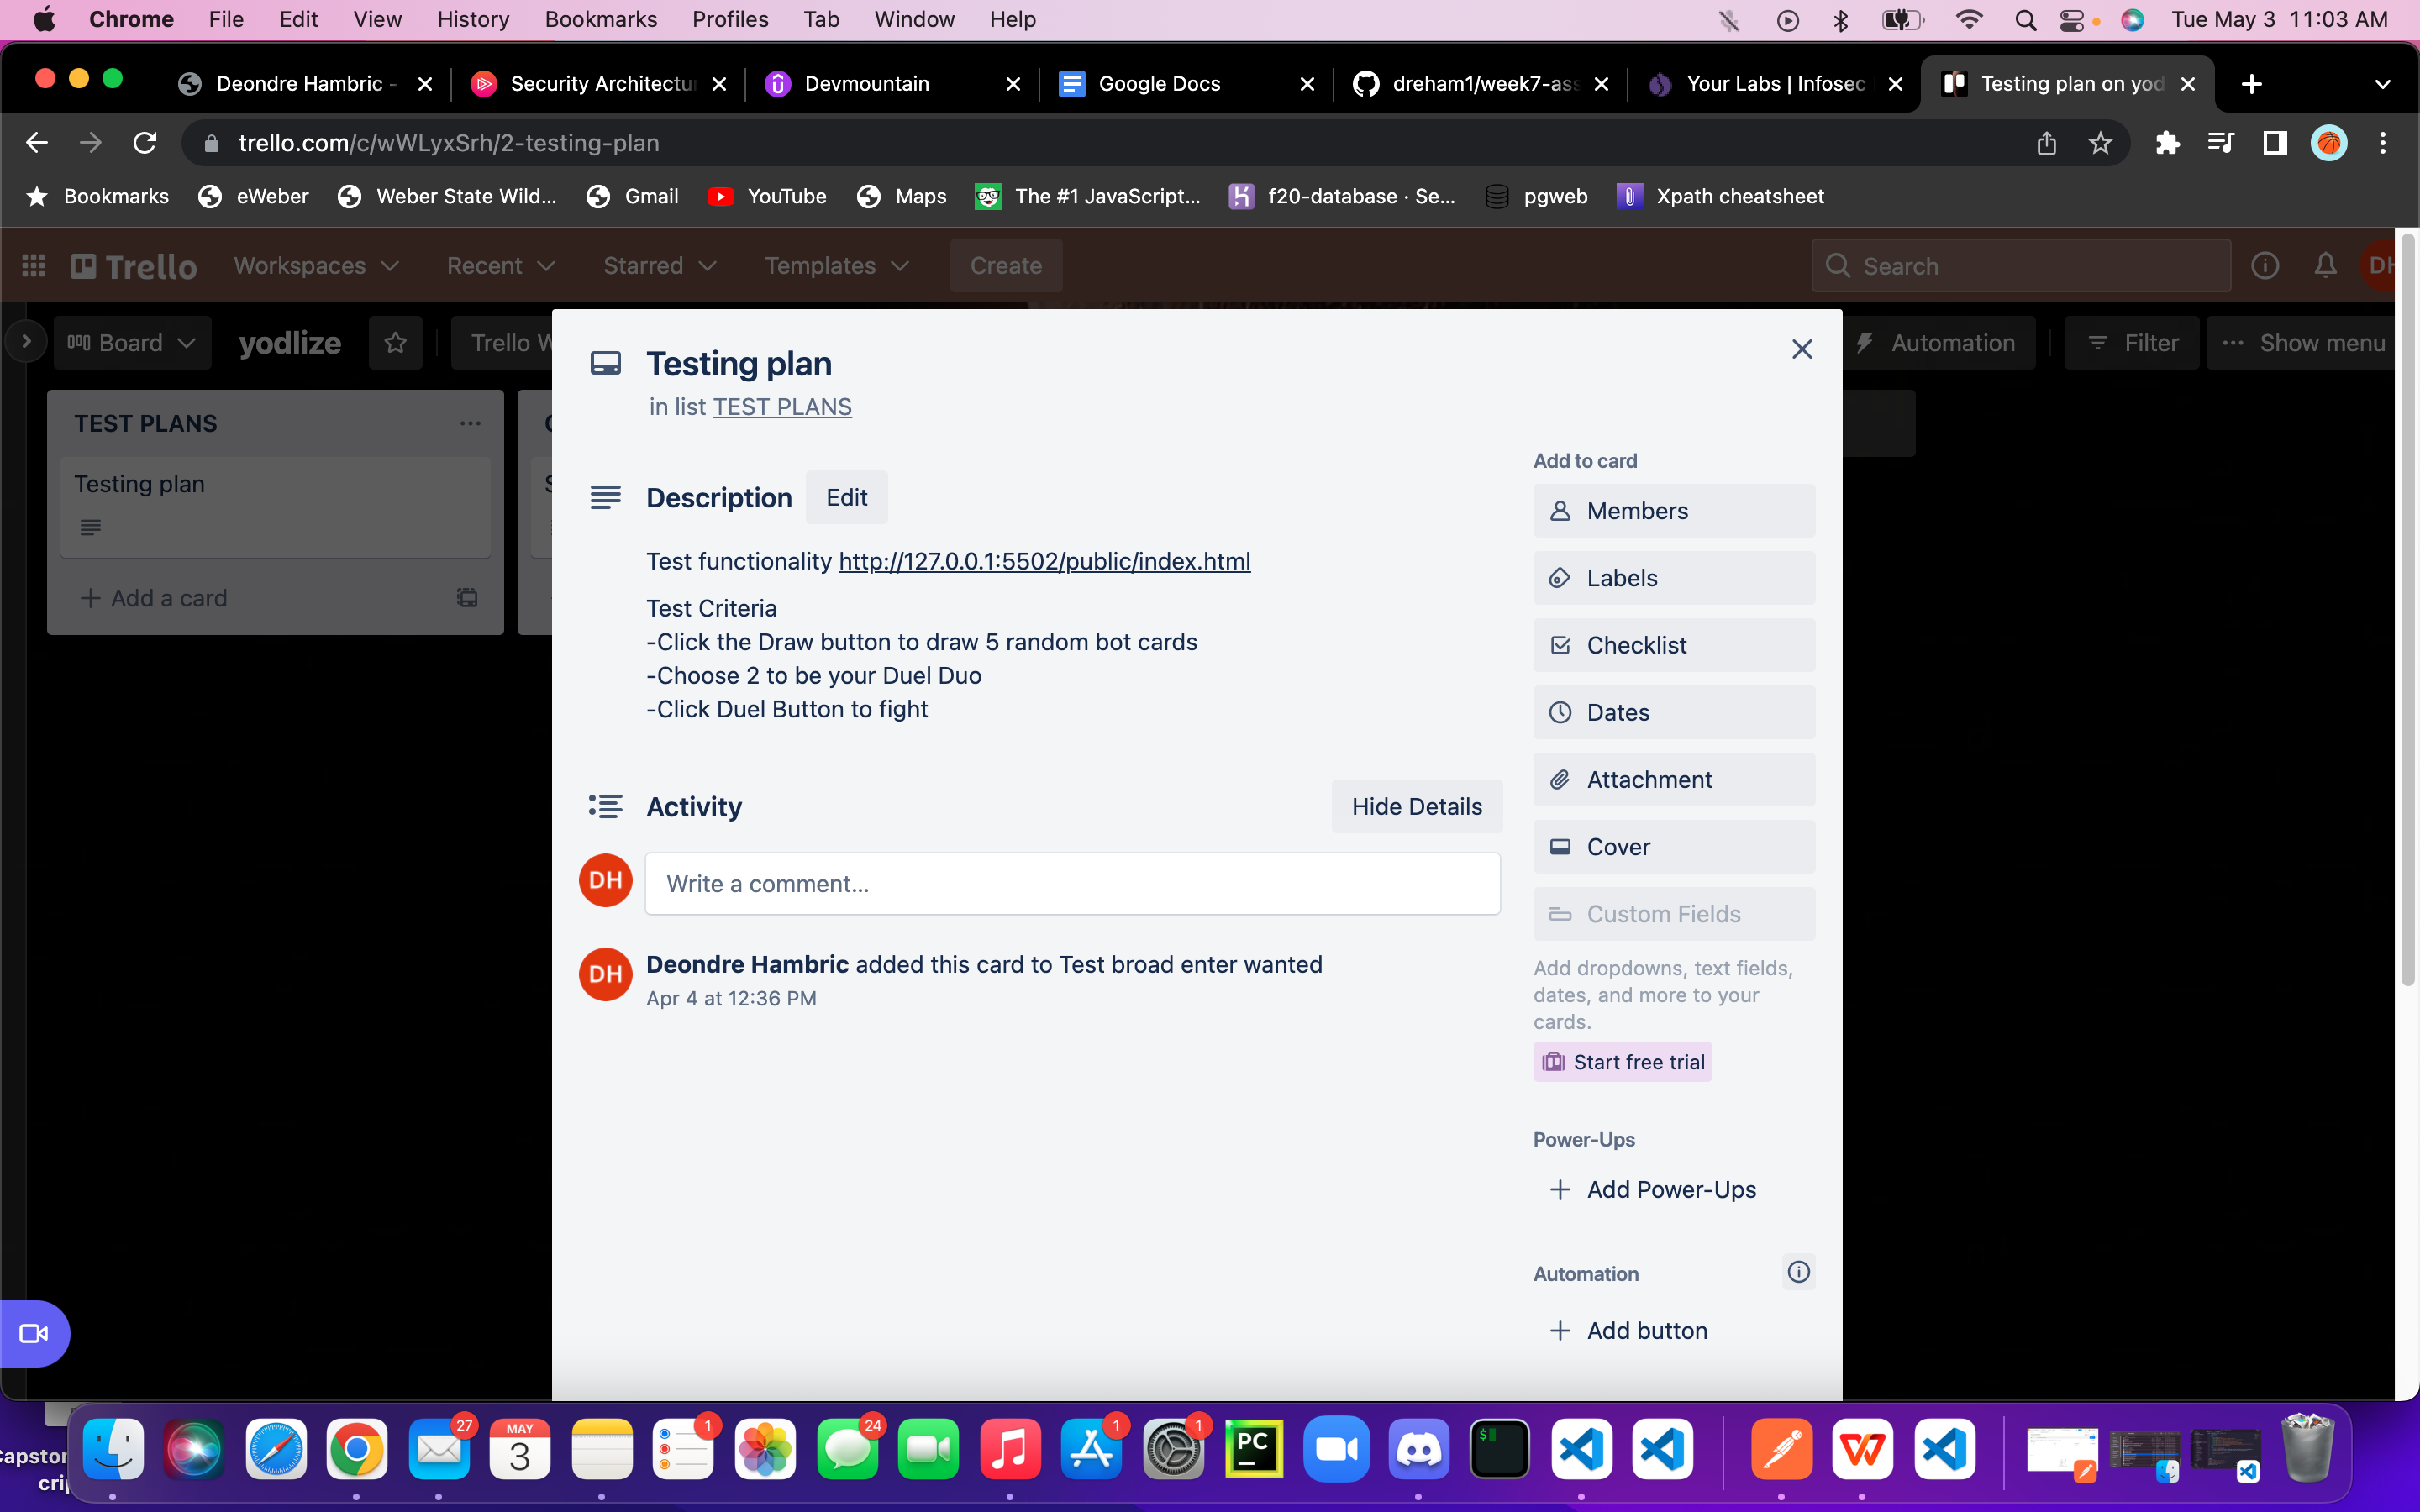 Chrome File Edit View History Bookmarks Profiles Tab Window Help Tue May 3 11:03 AM
Deondre Hambric - Security Architectur Devmountain Google Docs dreham1/week7-ass Your Labs | Infosec Testing plan on yod
trello.com/c/wWLyxSrh/2-testing-plan
Bookmarks eWeber Weber State Wild... Gmail YouTube Maps The #1 JavaScript... f20-database · Se... pgweb Xpath cheatsheet
Trello Workspaces Recent Starred Templates Create Search DH
Board yodlize Trello W Automation Filter Show menu
TEST PLANS
Testing plan
Add a card
Testing plan
in list TEST PLANS
Description Edit
Test functionality http://127.0.0.1:5502/public/index.html
Test Criteria
-Click the Draw button to draw 5 random bot cards
-Choose 2 to be your Duel Duo
-Click Duel Button to fight
Activity Hide Details
DH Write a comment...
DH Deondre Hambric added this card to Test broad enter wanted
Apr 4 at 12:36 PM
Add to card
Members
Labels
Checklist
Dates
Attachment
Cover
Custom Fields
Add dropdowns, text fields,
dates, and more to your
cards.
Start free trial
Power-Ups
Add Power-Ups
Automation
Add button
27 MAY 3 1 24 1 1 PC $